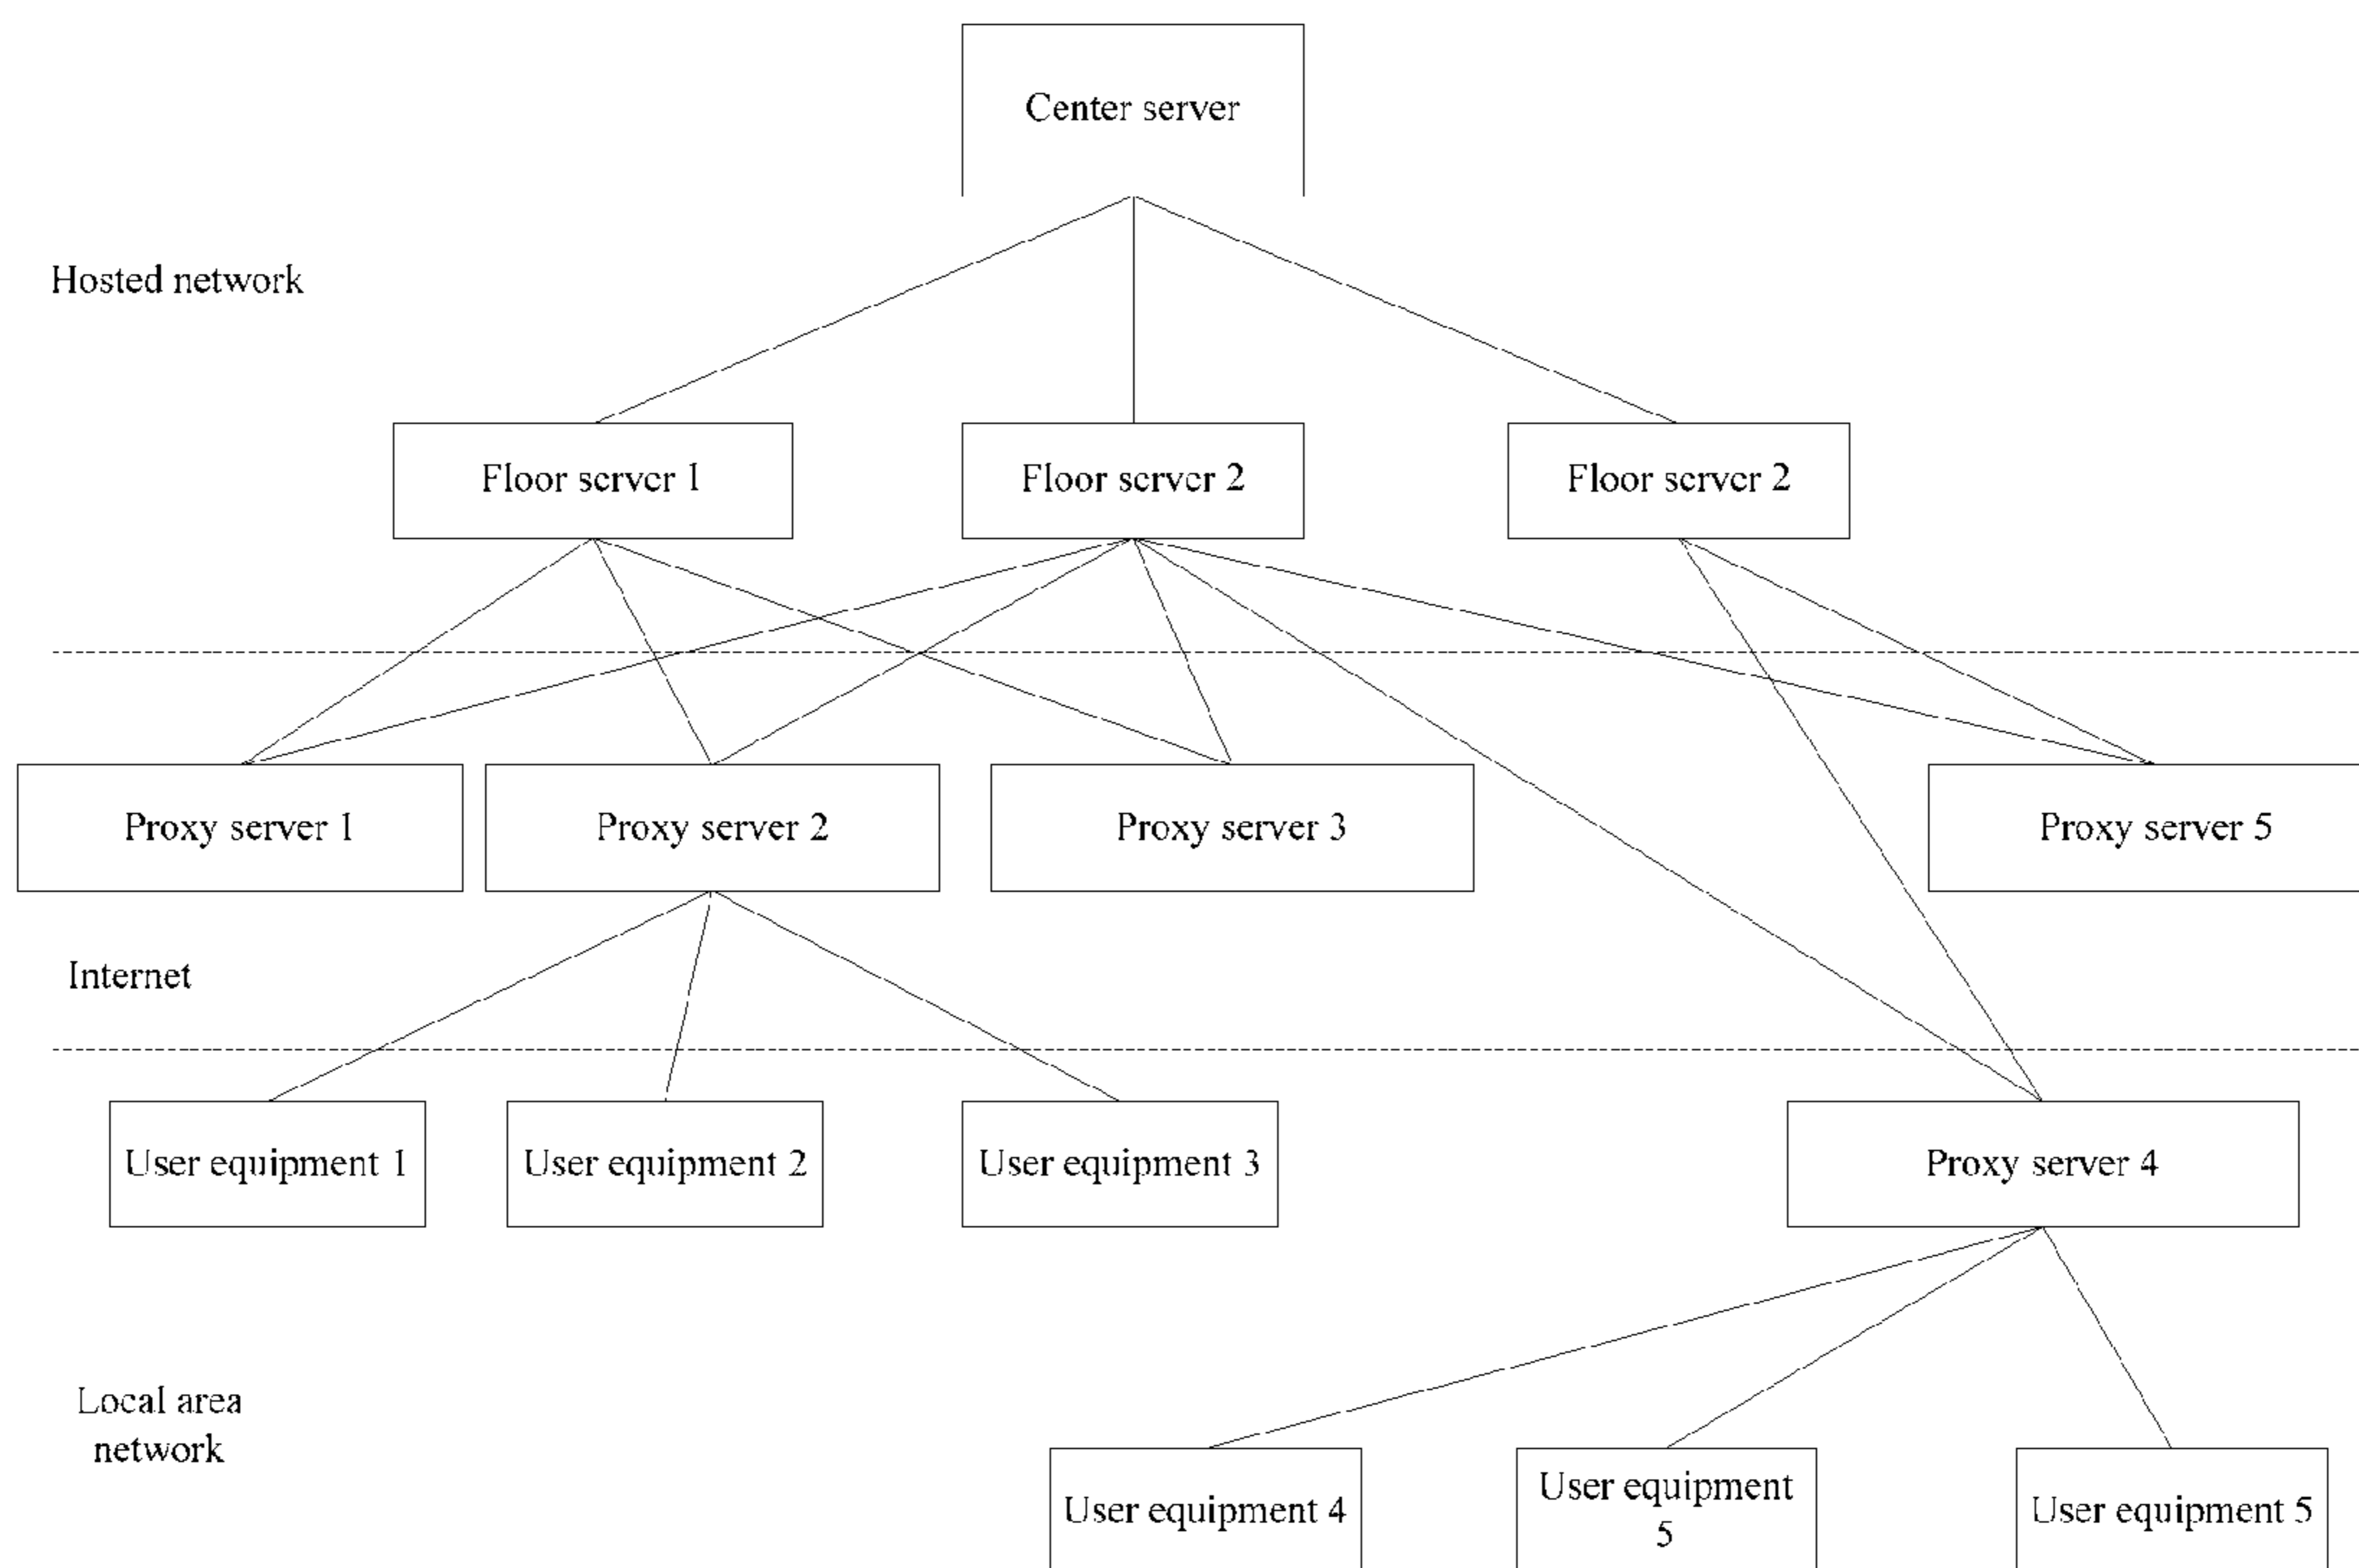 Center server
Hosted network
Floor server 1
Floor server 2
Floor server 2
Proxy server 1
Proxy server 2
Proxy server 3
Proxy server 5
Internet
User equipment 1
User equipment 2
User equipment 3
Proxy server 4
Local area
network
User equipment 4
User equipment
5
User equipment 5